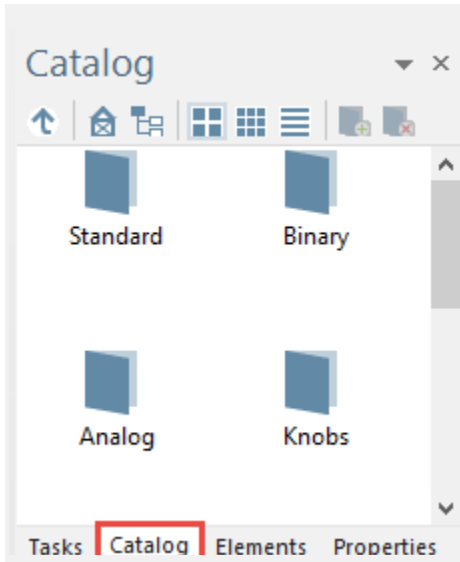 Catalog
Standard Binary
Analog Knobs
Tasks Catalog Elements Properties